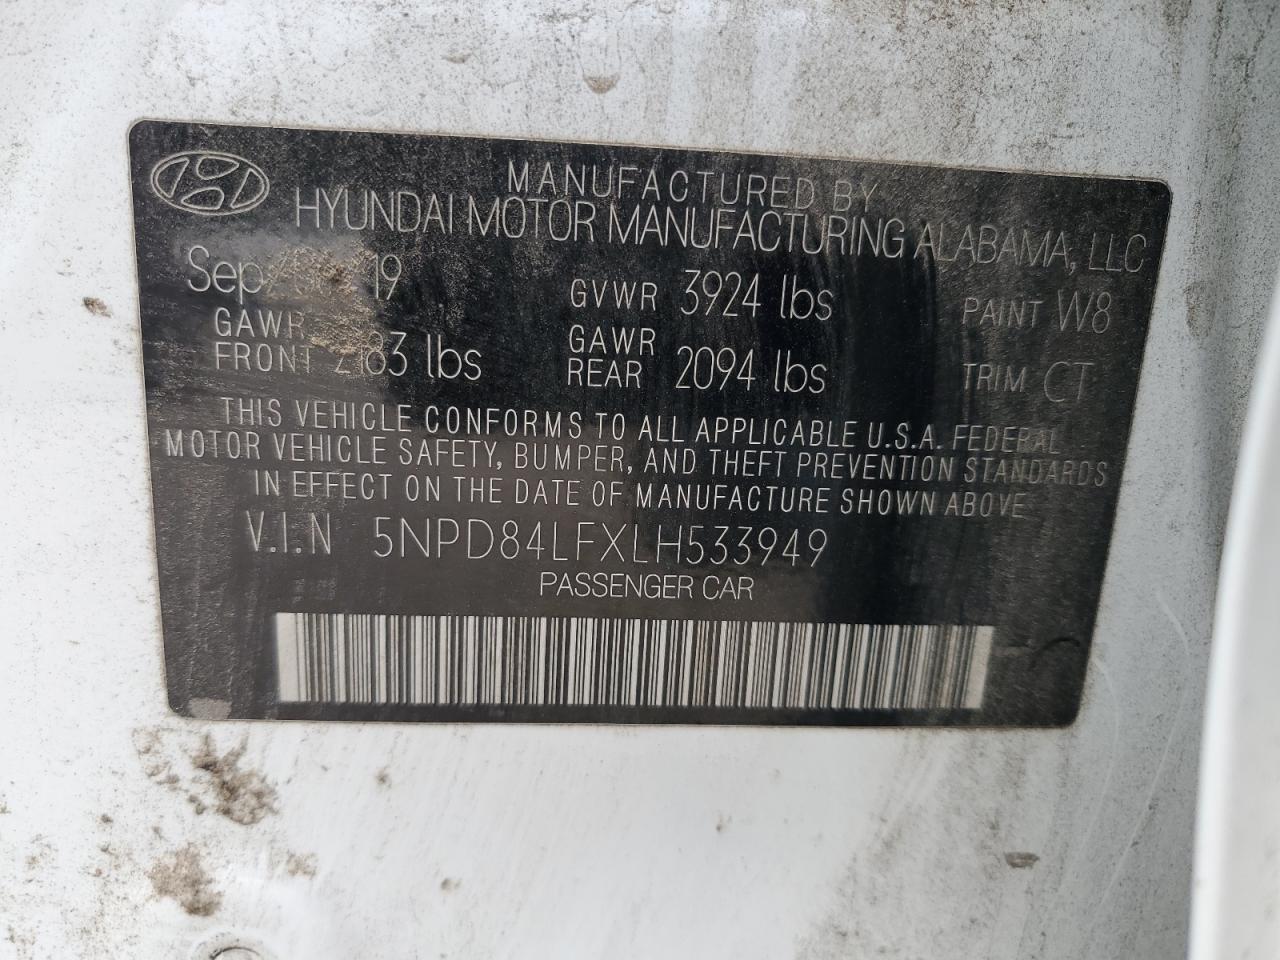 MANUFACTURED BY
HYUNDAI MOTOR MANUFACTURING ALABAMA, LLC
19 GVWR 3924 lbs PAINT W8
GAWR FRONT 2183 lbs GAWR REAR 2094 lbs TRIM CT
THIS VEHICLE CONFORMS TO ALL APPLICABLE U.S.A. FEDERAL
MOTOR VEHICLE SAFETY, BUMPER, AND THEFT PREVENTION STANDARDS
IN EFFECT ON THE DATE OF MANUFACTURE SHOWN ABOVE
V.I.N 5NPD84LFXLH533949
PASSENGER CAR